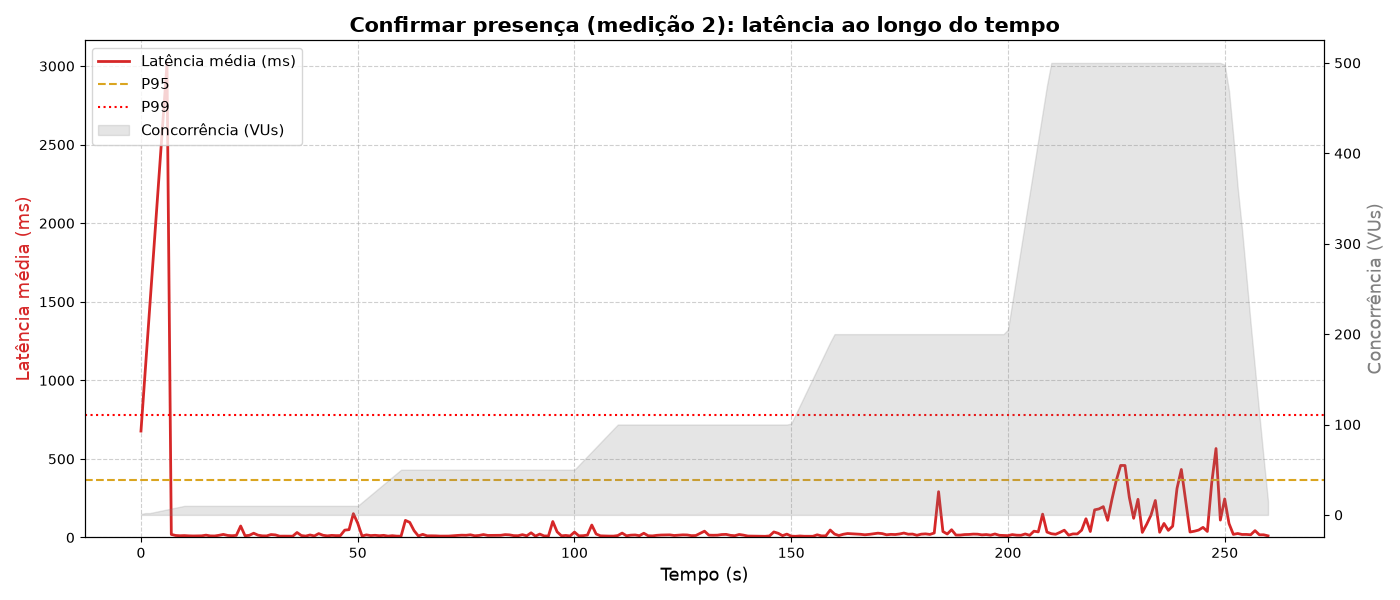 Confirmar presença (medição 2): latência ao longo do tempo
Latência média (ms)
P95
P99
Concorrência (VUs)
3000
2500
2000
1500
1000
500
0
Latência média (ms)
500
400
300
200
100
0
Concorrência (VUs)
0
50
100
150
200
250
Tempo (s)